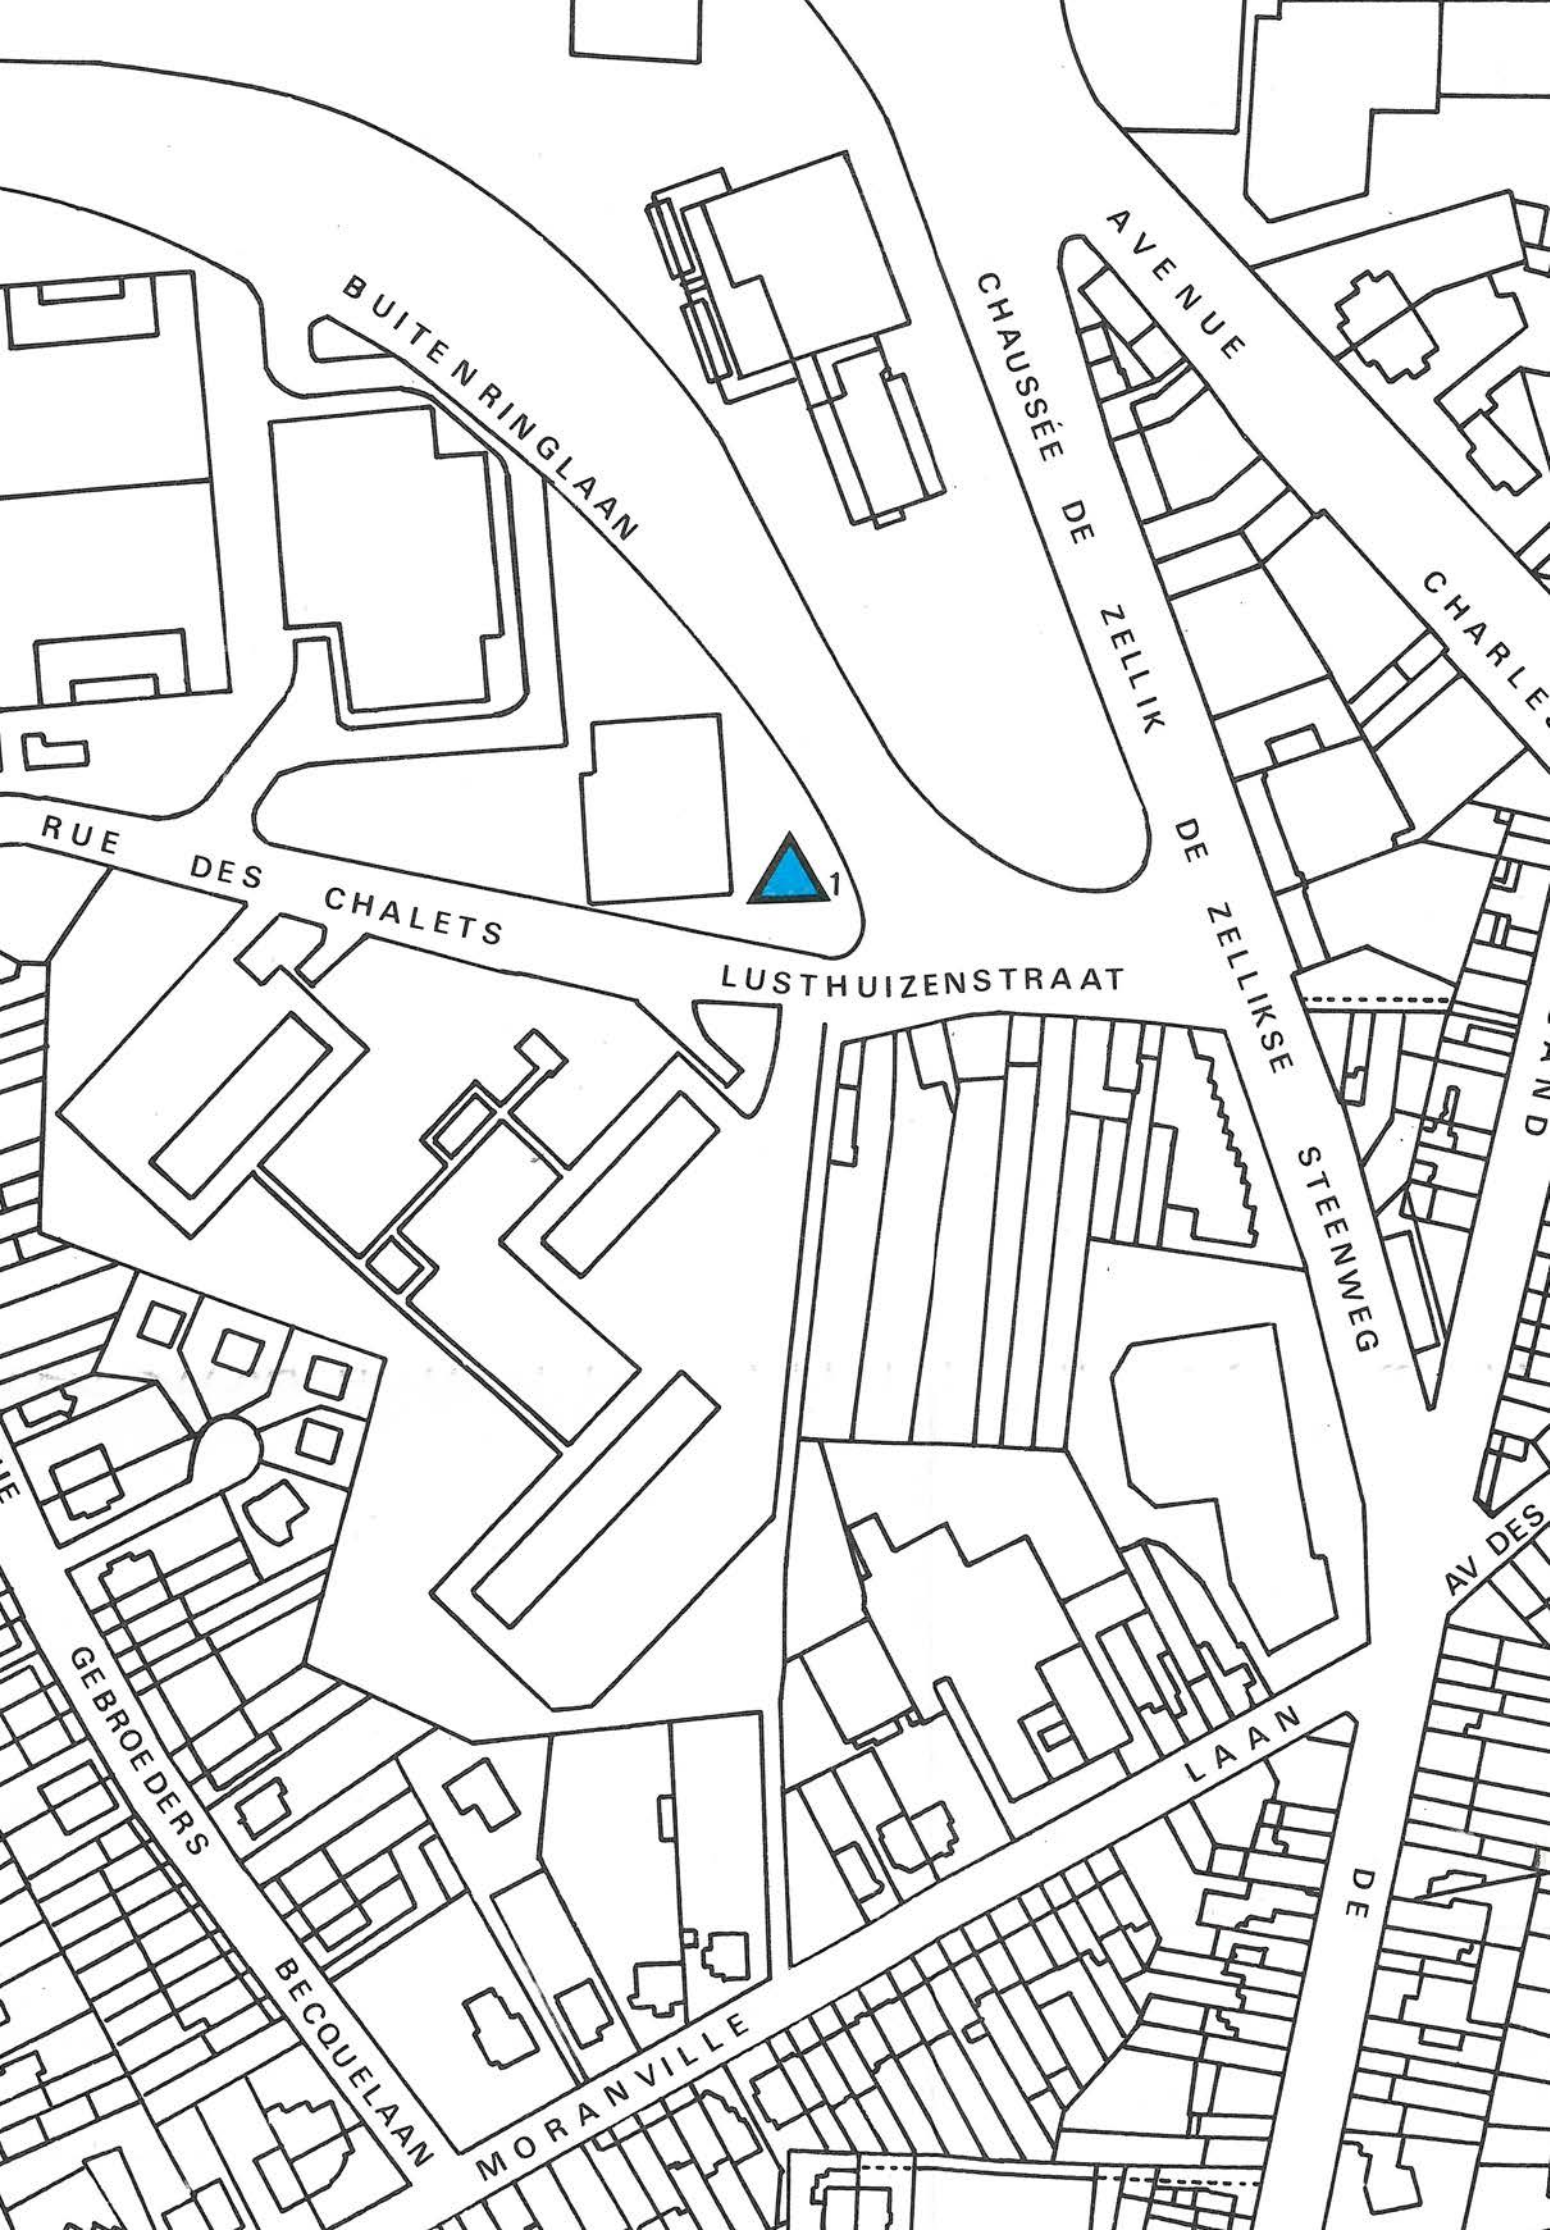 AVENUE
BUITENRINGLAAN
CHAUSSÉE DE ZELLIK
CHARLES
RUE DES CHALETS
1
LUSTHUIZENSTRAAT
DE ZELLIKSE STEENWEG
AV DES
GEBROEDERS BECQUELAAN
LAAN
DE
MORANVILLE